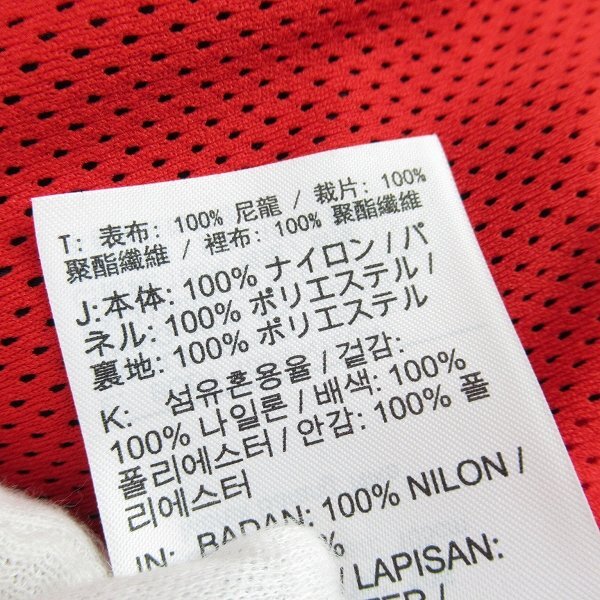 T: 表布: 100% 尼龍 / 裁片: 100%
聚酯纖維 / 裡布: 100% 聚酯纖維
J:本体: 100% ナイロン / パ
ネル: 100% ポリエステル /
裏地: 100% ポリエステル
K: 섬유혼용율 / 겉감:
100% 나일론 / 배색: 100% 폴
폴리에스터 / 안감: 100% 폴
리에스터
IN: BADAN: 100% NILON /
% / LAPISAN: